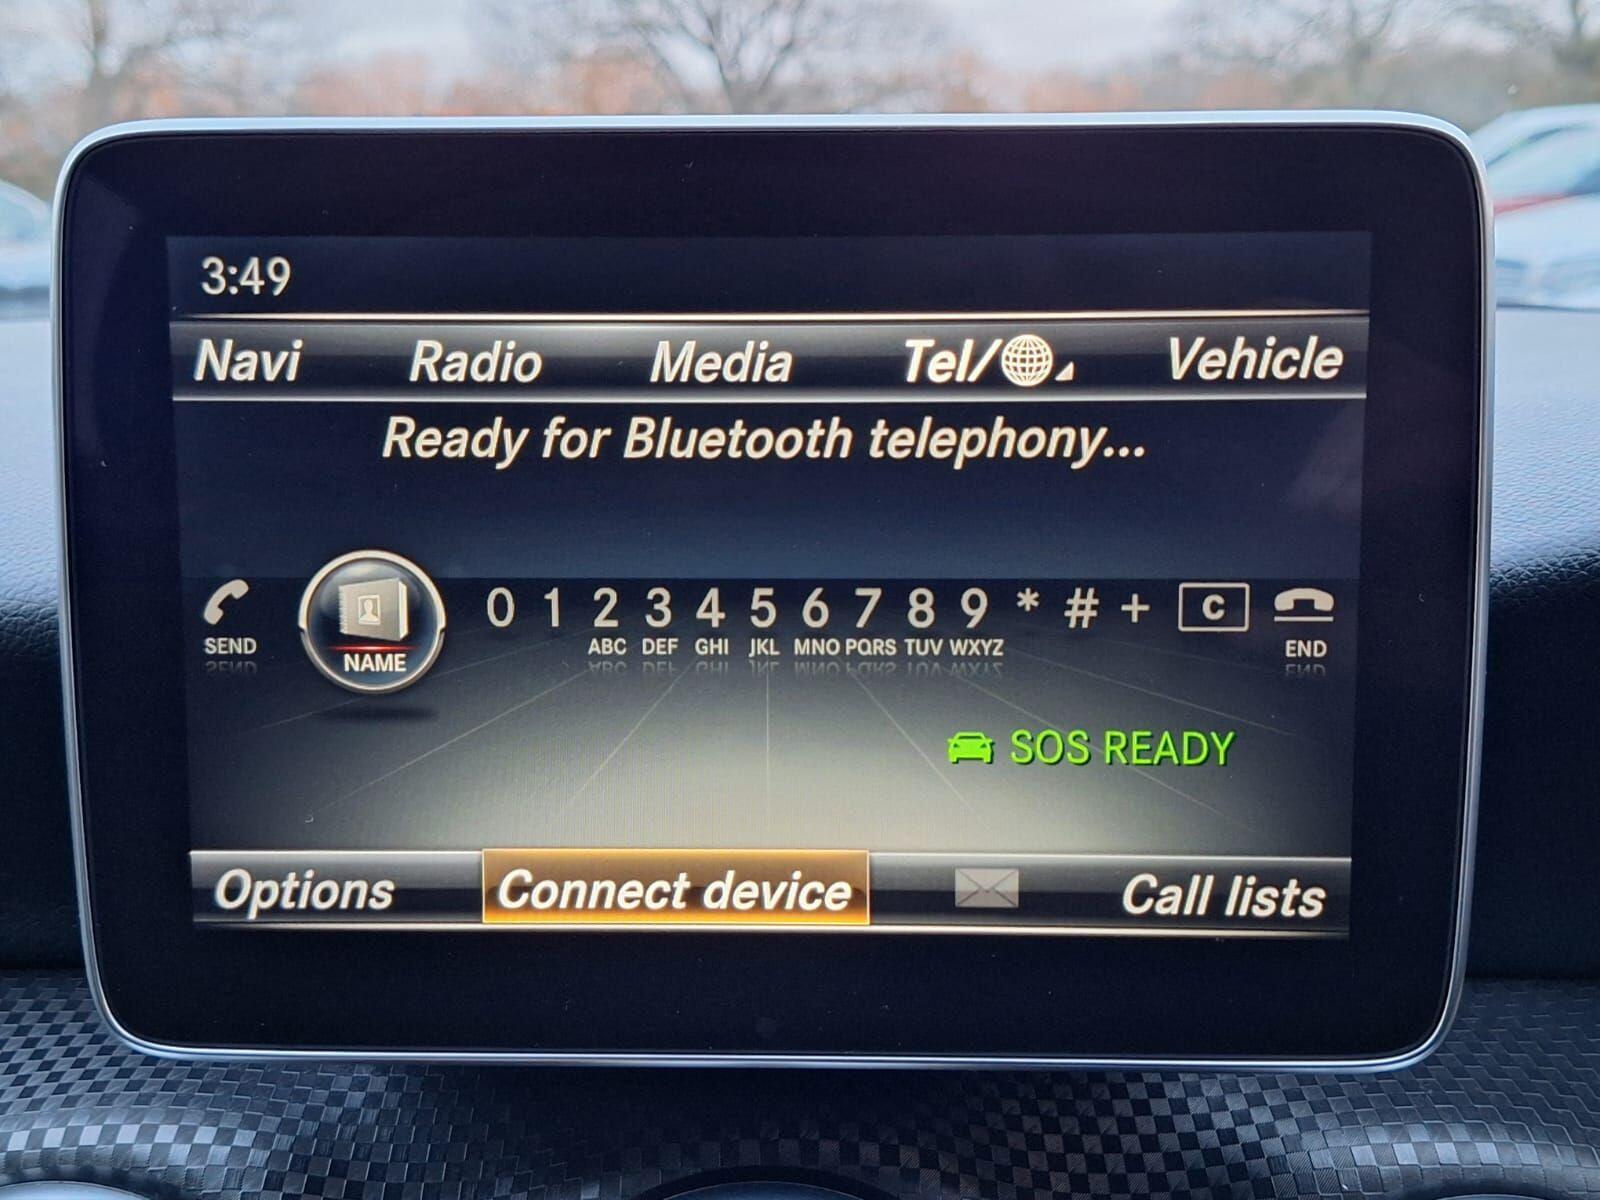 3:49
Navi Radio Media Tel/ Vehicle
Ready for Bluetooth telephony...
0 1 2 3 4 5 6 7 8 9 * # + C
SEND NAME ABC DEF GHI JKL MNO PQRS TUV WXYZ END
SOS READY
Options Connect device Call lists